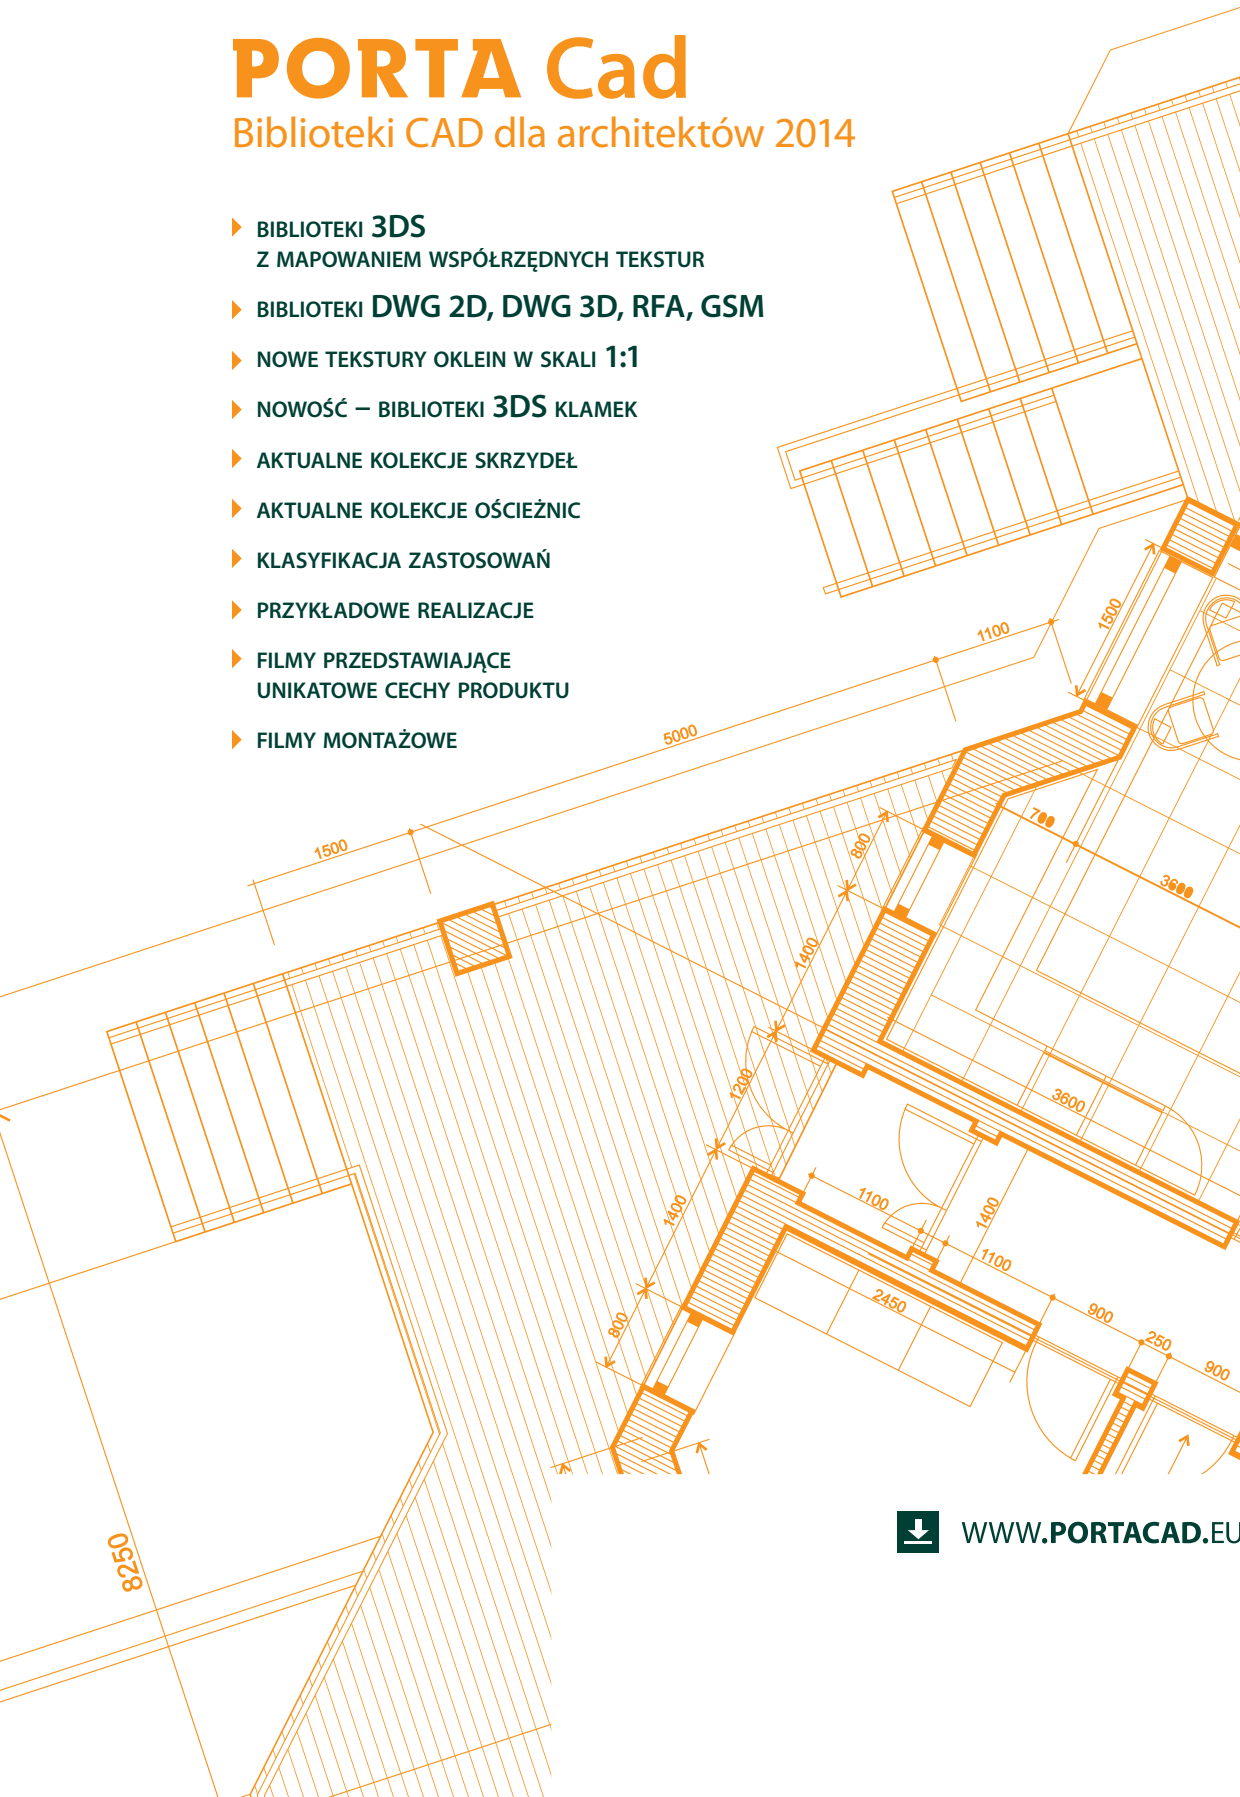 PORTA Cad
Biblioteki CAD dla architektów 2014
BIBLIOTEKI 3DS
Z MAPOWANIEM WSPÓŁRZĘDNYCH TEKSTUR
BIBLIOTEKI DWG 2D, DWG 3D, RFA, GSM
NOWE TEKSTURY OKLEIN W SKALI 1:1
NOWOŚĆ – BIBLIOTEKI 3DS KLAMEK
AKTUALNE KOLEKCJE SKRZYDEŁ
AKTUALNE KOLEKCJE OŚCIEŻNIC
KLASYFIKACJA ZASTOSOWAŃ
PRZYKŁADOWE REALIZACJE
FILMY PRZEDSTAWIAJĄCE
UNIKATOWE CECHY PRODUKTU
FILMY MONTAŻOWE
1500
1100
5000
1500
700
800
3600
1400
1200
3600
1400
1100
1400
1100
2450
800
900
250
900
8250
WWW.PORTACAD.EU